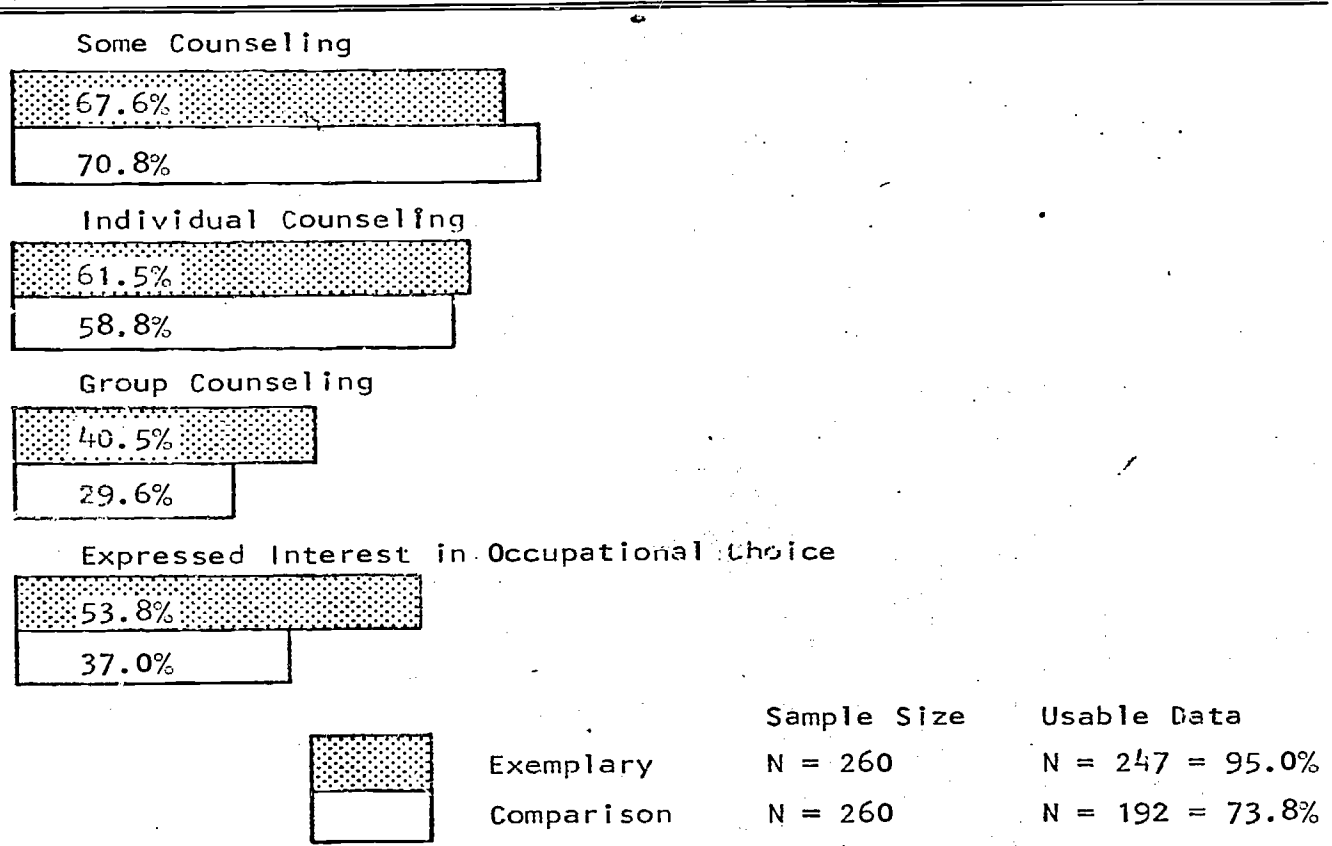 Some Counseling
67.6%
70.8%
Individual Counseling
61.5%
58.8%
Group Counseling
40.5%
29.6%
Expressed Interest in Occupational Choice
53.8%
37.0%
Sample Size Usable Data
Exemplary N = 260 N = 247 = 95.0%
Comparison N = 260 N = 192 = 73.8%